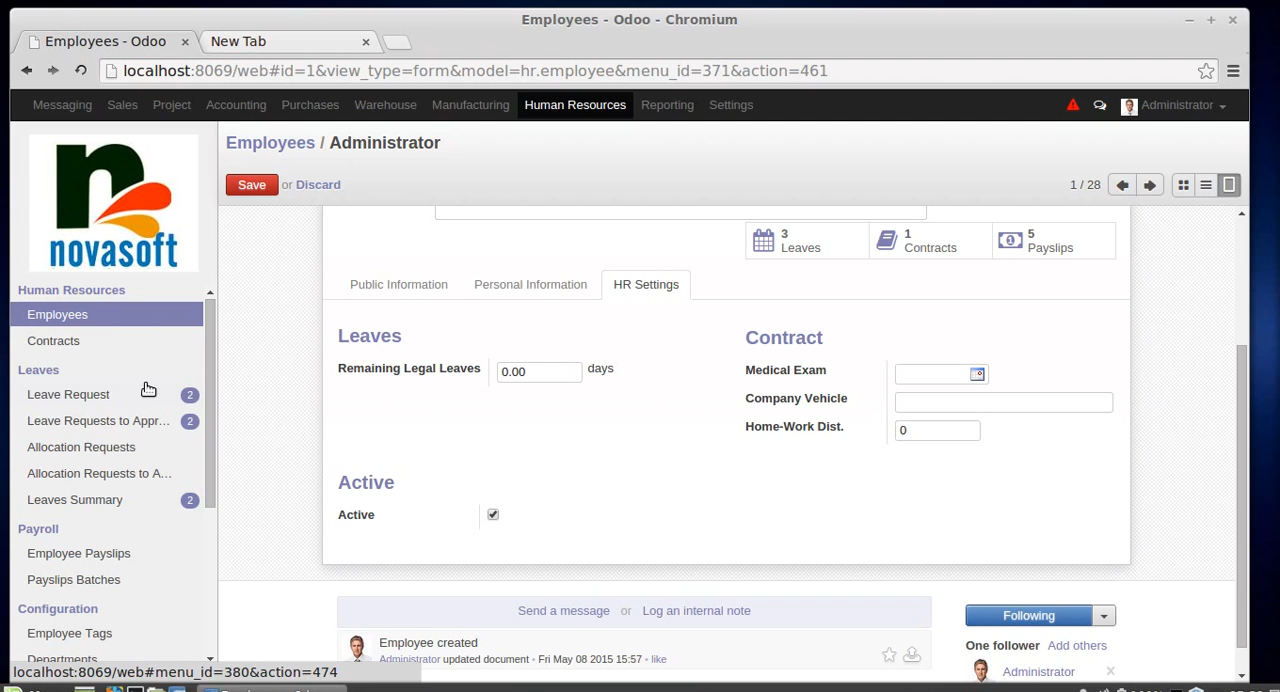 Employees - Odoo - Chromium
Employees - Odoo × New Tab ×
localhost:8069/web#id=1&view_type=form&model=hr.employee&menu_id=371&action=461
Messaging Sales Project Accounting Purchases Warehouse Manufacturing Human Resources Reporting Settings Administrator
n
novasoft
Employees / Administrator
Save or Discard
1 / 28
Human Resources
Employees
Contracts
Leaves
Leave Request 2
Leave Requests to Appr... 2
Allocation Requests
Allocation Requests to A...
Leaves Summary 2
Payroll
Employee Payslips
Payslips Batches
Configuration
Employee Tags
Departments
3
Leaves
1
Contracts
5
Payslips
Public Information Personal Information HR Settings
Leaves
Remaining Legal Leaves 0.00 days
Contract
Medical Exam
Company Vehicle
Home-Work Dist. 0
Active
Active
Send a message or Log an internal note
Employee created
Administrator updated document • Fri May 08 2015 15:57 • like
Following
One follower Add others
Administrator ×
localhost:8069/web#menu_id=380&action=474